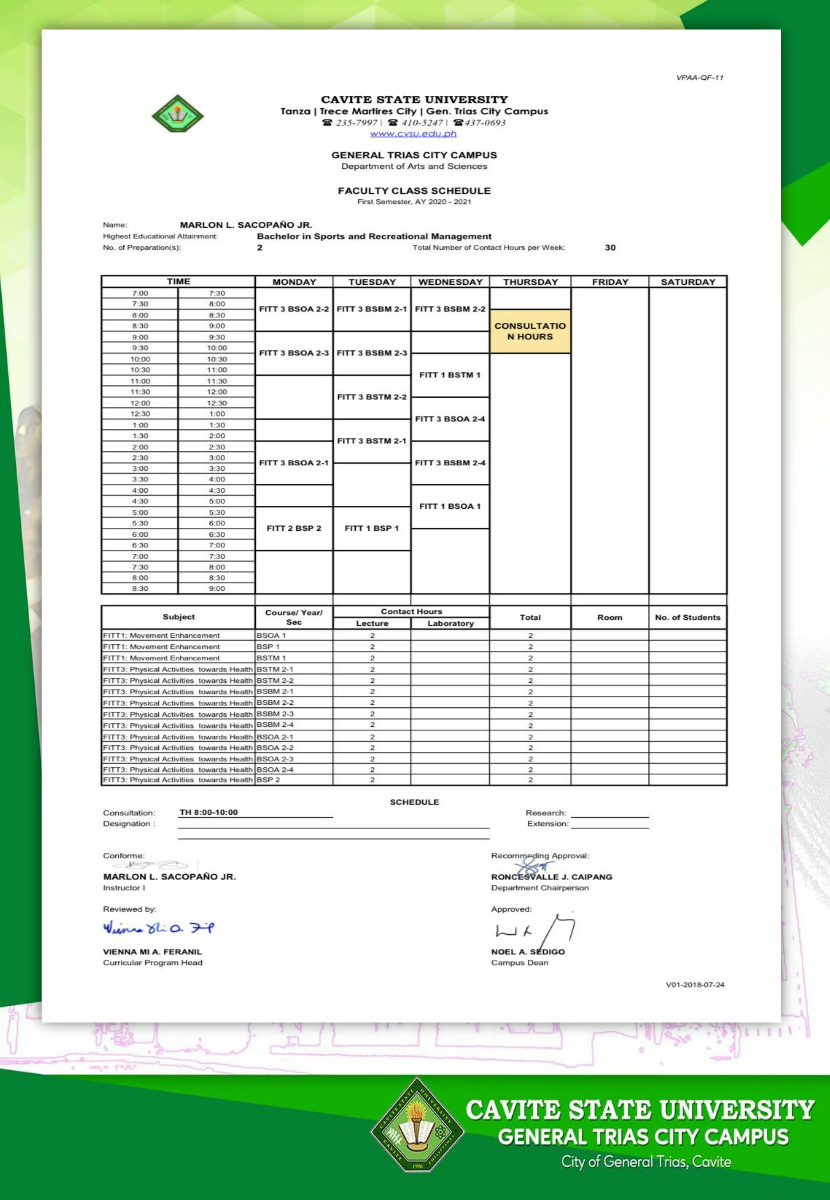 VPAA-QF-11
CAVITE STATE UNIVERSITY
Tanza | Trece Martires City | Gen. Trias City Campus
☎ 235-7997 | ☎ 410-5247 | ☎437-0693
www.cvsu.edu.ph
GENERAL TRIAS CITY CAMPUS
Department of Arts and Sciences
FACULTY CLASS SCHEDULE
First Semester, AY 2020 - 2021
Name: MARLON L. SACOPAÑO JR.
Highest Educational Attainment: Bachelor in Sports and Recreational Management
No. of Preparation(s): 2 Total Number of Contact Hours per Week: 30
TIME MONDAY TUESDAY WEDNESDAY THURSDAY FRIDAY SATURDAY
7:00 7:30
7:30 8:00
FITT 3 BSOA 2-2 FITT 3 BSBM 2-1 FITT 3 BSBM 2-2
8:00 8:30
8:30 9:00 CONSULTATIO
9:00 9:30 N HOURS
9:30 10:00
FITT 3 BSOA 2-3 FITT 3 BSBM 2-3
10:00 10:30
10:30 11:00
FITT 1 BSTM 1
11:00 11:30
11:30 12:00
FITT 3 BSTM 2-2
12:00 12:30
12:30 1:00
FITT 3 BSOA 2-4
1:00 1:30
1:30 2:00
FITT 3 BSTM 2-1
2:00 2:30
2:30 3:00
FITT 3 BSOA 2-1 FITT 3 BSBM 2-4
3:00 3:30
3:30 4:00
4:00 4:30
4:30 5:00
FITT 1 BSOA 1
5:00 5:30
5:30 6:00
FITT 2 BSP 2 FITT 1 BSP 1
6:00 6:30
6:30 7:00
7:00 7:30
7:30 8:00
8:00 8:30
8:30 9:00
Subject Course/ Year/ Sec Contact Hours Total Room No. of Students
Lecture Laboratory
FITT1: Movement Enhancement BSOA 1 2 2
FITT1: Movement Enhancement BSP 1 2 2
FITT1: Movement Enhancement BSTM 1 2 2
FITT3: Physical Activities towards Health BSTM 2-1 2 2
FITT3: Physical Activities towards Health BSTM 2-2 2 2
FITT3: Physical Activities towards Health BSBM 2-1 2 2
FITT3: Physical Activities towards Health BSBM 2-2 2 2
FITT3: Physical Activities towards Health BSBM 2-3 2 2
FITT3: Physical Activities towards Health BSBM 2-4 2 2
FITT3: Physical Activities towards Health BSOA 2-1 2 2
FITT3: Physical Activities towards Health BSOA 2-2 2 2
FITT3: Physical Activities towards Health BSOA 2-3 2 2
FITT3: Physical Activities towards Health BSOA 2-4 2 2
FITT3: Physical Activities towards Health BSP 2 2 2
SCHEDULE
Consultation: TH 8:00-10:00 Research:
Designation : Extension:
Conforme: Recommeding Approval:
MARLON L. SACOPAÑO JR. RONCESVALLE J. CAIPANG
Instructor I Department Chairperson
Reviewed by: Approved:
VIENNA MI A. FERANIL NOEL A. SEDIGO
Curricular Program Head Campus Dean
V01-2018-07-24
CAVITE STATE UNIVERSITY
GENERAL TRIAS CITY CAMPUS
City of General Trias, Cavite
CAVITE STATE UNIVERSITY
PHILIPPINES
1906